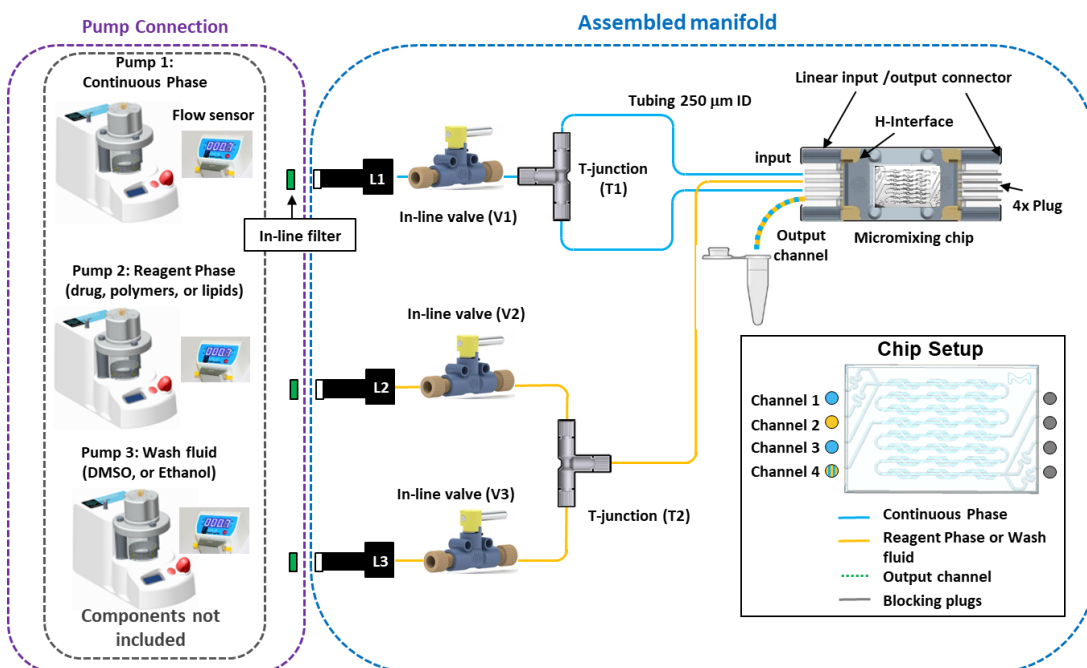 Pump Connection
Assembled manifold
Pump 1:
Continuous Phase
Flow sensor
Linear input /output connector
Tubing 250 µm ID
H-Interface
input
L1
T-junction
(T1)
In-line valve (V1)
4x Plug
In-line filter
Output
channel
Micromixing chip
Pump 2: Reagent Phase
(drug, polymers, or lipids)
In-line valve (V2)
L2
Chip Setup
Channel 1
Channel 2
Channel 3
Channel 4
Pump 3: Wash fluid
(DMSO, or Ethanol)
In-line valve (V3)
T-junction (T2)
L3
Continuous Phase
Reagent Phase or Wash
fluid
Output channel
Blocking plugs
Components not
included